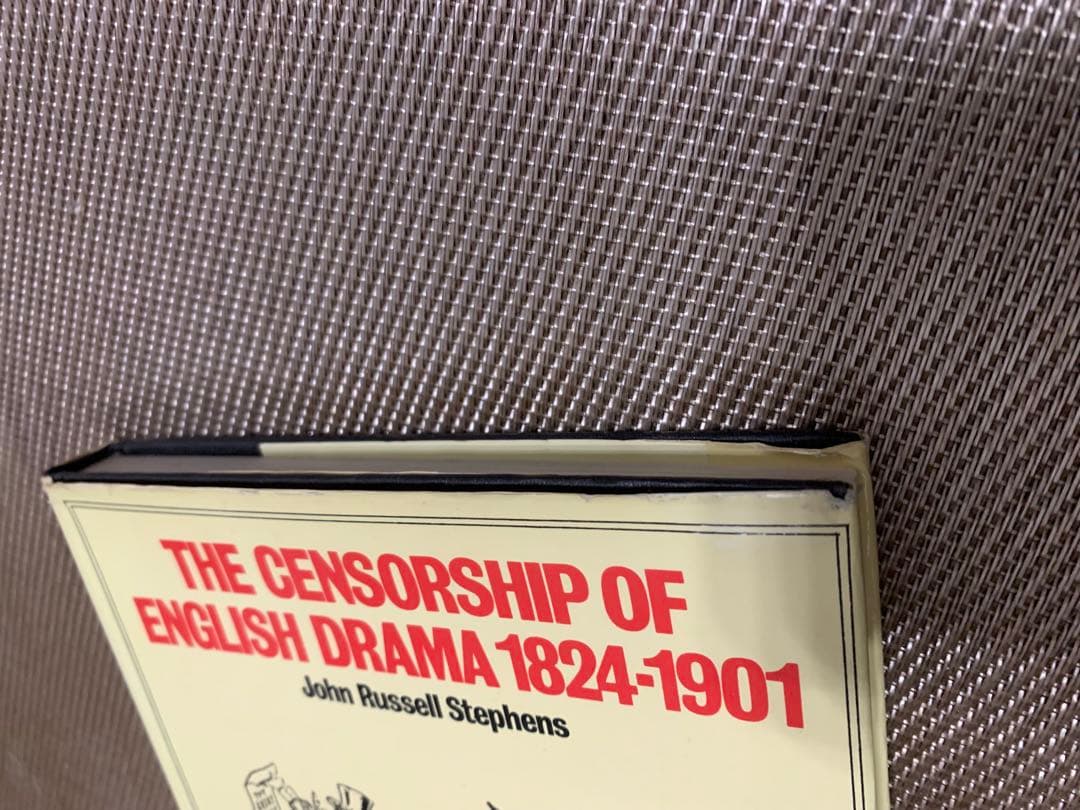 THE CENSORSHIP OF
ENGLISH DRAMA 1824-1901
John Russell Stephens